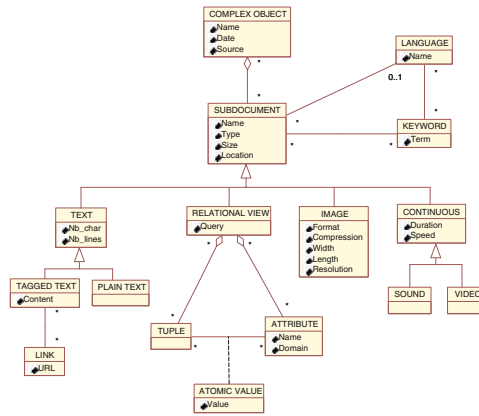 COMPLEX OBJECT
Name
Date
Source
*
*
LANGUAGE
Name
0..1
*
*
*
SUBDOCUMENT
Name
Type
Size
Location
*
*
KEYWORD
Term
TEXT
Nb_char
Nb_lines
RELATIONAL VIEW
Query
*
*
IMAGE
Format
Compression
Width
Length
Resolution
CONTINUOUS
Duration
Speed
TAGGED TEXT
Content
*
PLAIN TEXT
SOUND
VIDEO
*
LINK
URL
*
TUPLE
*
*
ATTRIBUTE
Name
Domain
*
ATOMIC VALUE
Value